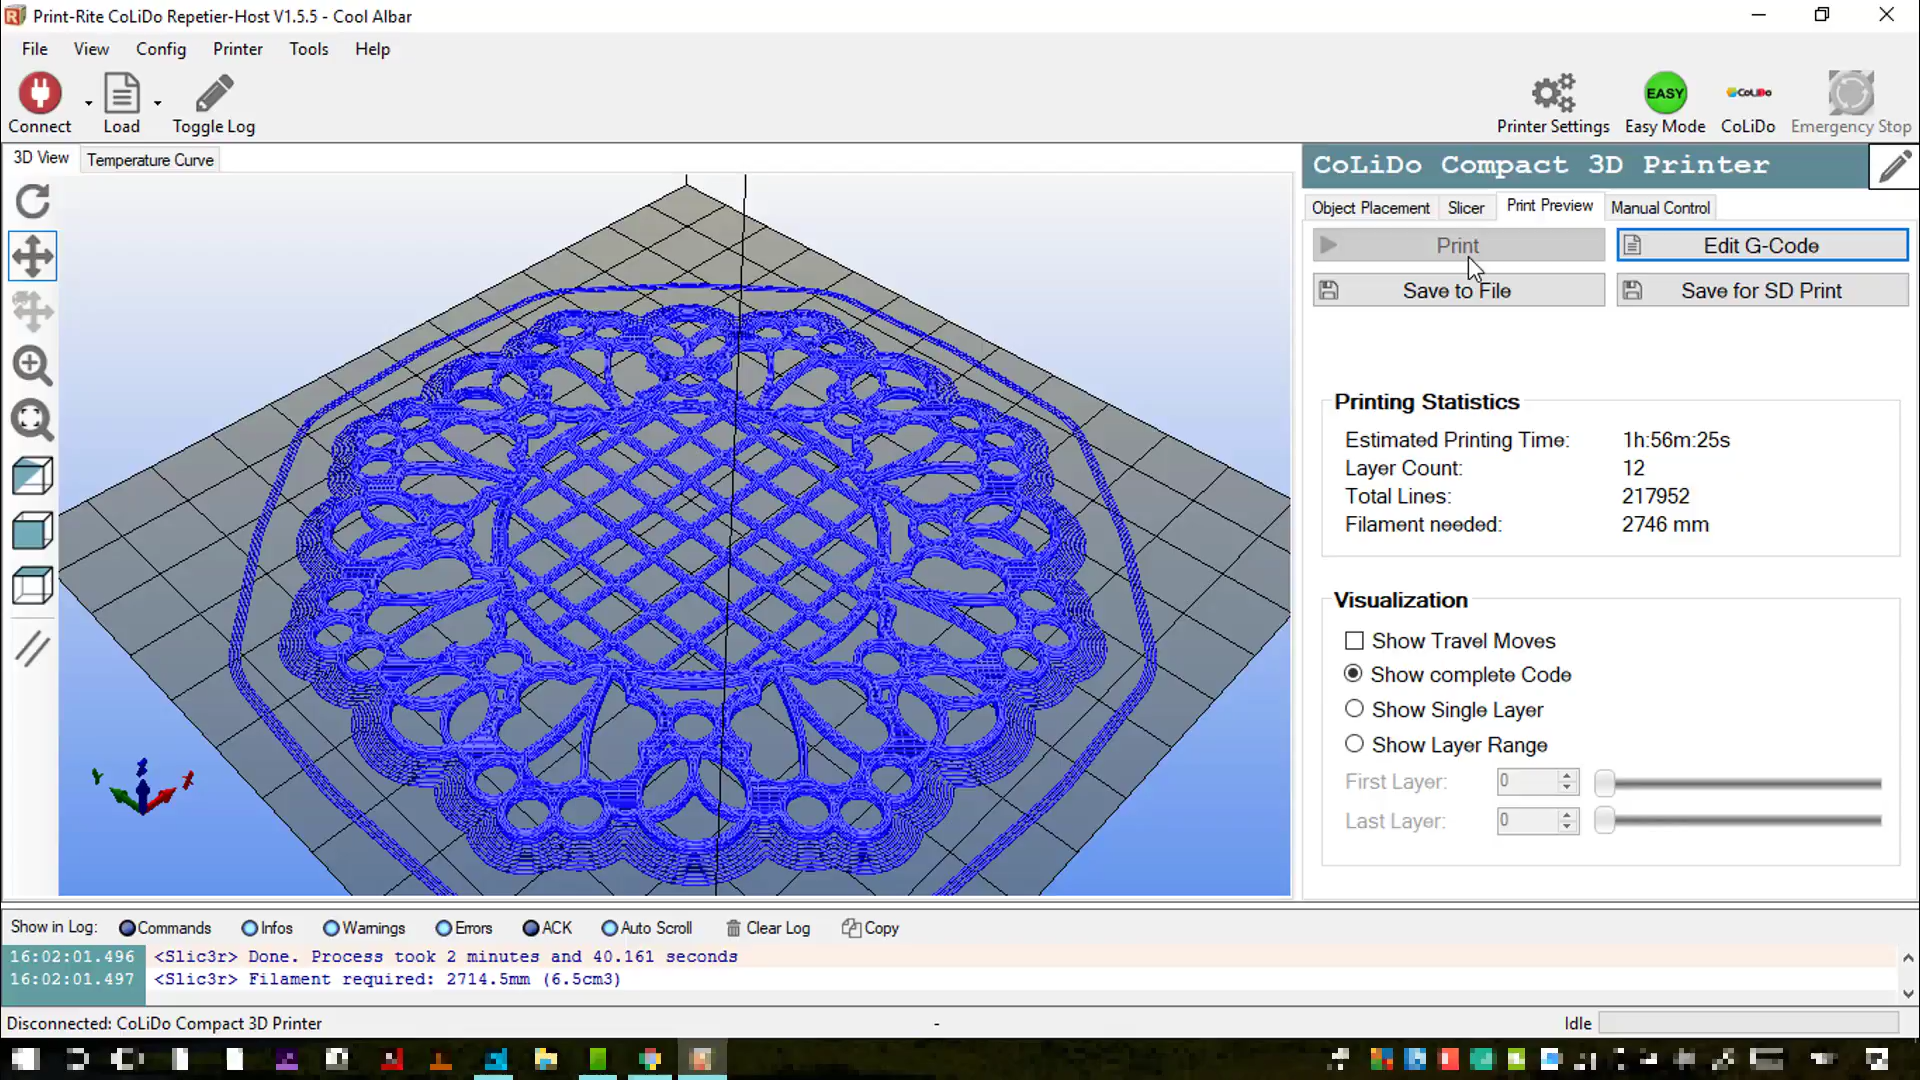 Print-Rite CoLiDo Repetier-Host V1.5.5 - Cool Albar
File View Config Printer Tools Help
Connect Load Toggle Log
EASY
CoLiDo
Printer Settings Easy Mode CoLiDo Emergency Stop
3D View Temperature Curve
CoLiDo Compact 3D Printer
Object Placement Slicer Print Preview Manual Control
Print Edit G-Code
Save to File Save for SD Print
Printing Statistics
Estimated Printing Time: 1h:56m:25s
Layer Count: 12
Total Lines: 217952
Filament needed: 2746 mm
Visualization
Show Travel Moves
Show complete Code
Show Single Layer
Show Layer Range
First Layer: 0
Last Layer: 0
Show in Log: Commands Infos Warnings Errors ACK Auto Scroll Clear Log Copy
16:02:01.496 <Slic3r> Done. Process took 2 minutes and 40.161 seconds
16:02:01.497 <Slic3r> Filament required: 2714.5mm (6.5cm3)
Disconnected: CoLiDo Compact 3D Printer - Idle